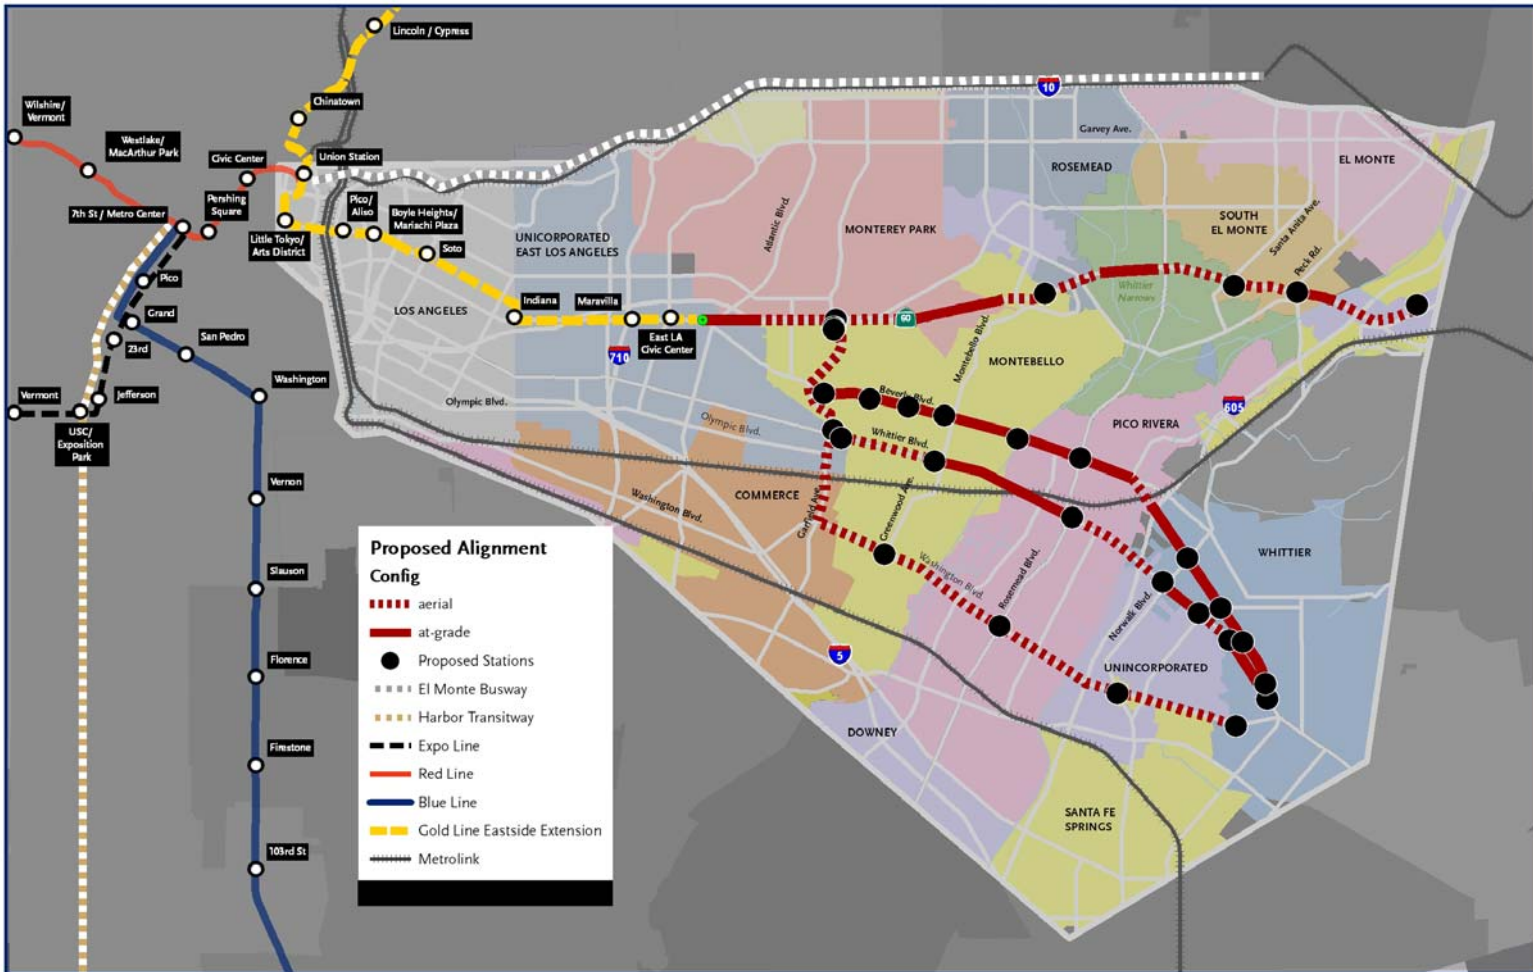 Lincoln / Cypress
Chinatown
Wilshire/
Vermont
Westlake/
MacArthur Park
Civic Center
Union Station
7th St / Metro Center
Pershing
Square
Little Tokyo/
Arts District
Pico/
Aliso
Boyle Heights/
Mariachi Plaza
Soto
Pico
Grand
23rd
San Pedro
Washington
Vermont
Jefferson
USC/
Exposition
Park
Vernon
Slauson
Florence
Firestone
103rd St
Indiana
Maravilla
East LA
Civic Center
LOS ANGELES
UNICORPORATED
EAST LOS ANGELES
710
Olympic Blvd.
Olympic Blvd.
Atlantic Blvd.
MONTEREY PARK
10
Garvey Ave.
ROSEMEAD
EL MONTE
SOUTH
EL MONTE
Santa Anita Ave.
Peck Rd.
Whittier
Narrows
60
Montebello Blvd.
MONTEBELLO
Beverly Blvd.
Whittier Blvd.
PICO RIVERA
605
COMMERCE
Washington Blvd.
Garfield Ave.
Greenwood Ave.
Washington Blvd.
Rosemead Blvd.
Norwalk Blvd.
WHITTIER
UNINCORPORATED
5
DOWNEY
SANTA FE
SPRINGS
Proposed Alignment
Config
aerial
at-grade
Proposed Stations
El Monte Busway
Harbor Transitway
Expo Line
Red Line
Blue Line
Gold Line Eastside Extension
Metrolink